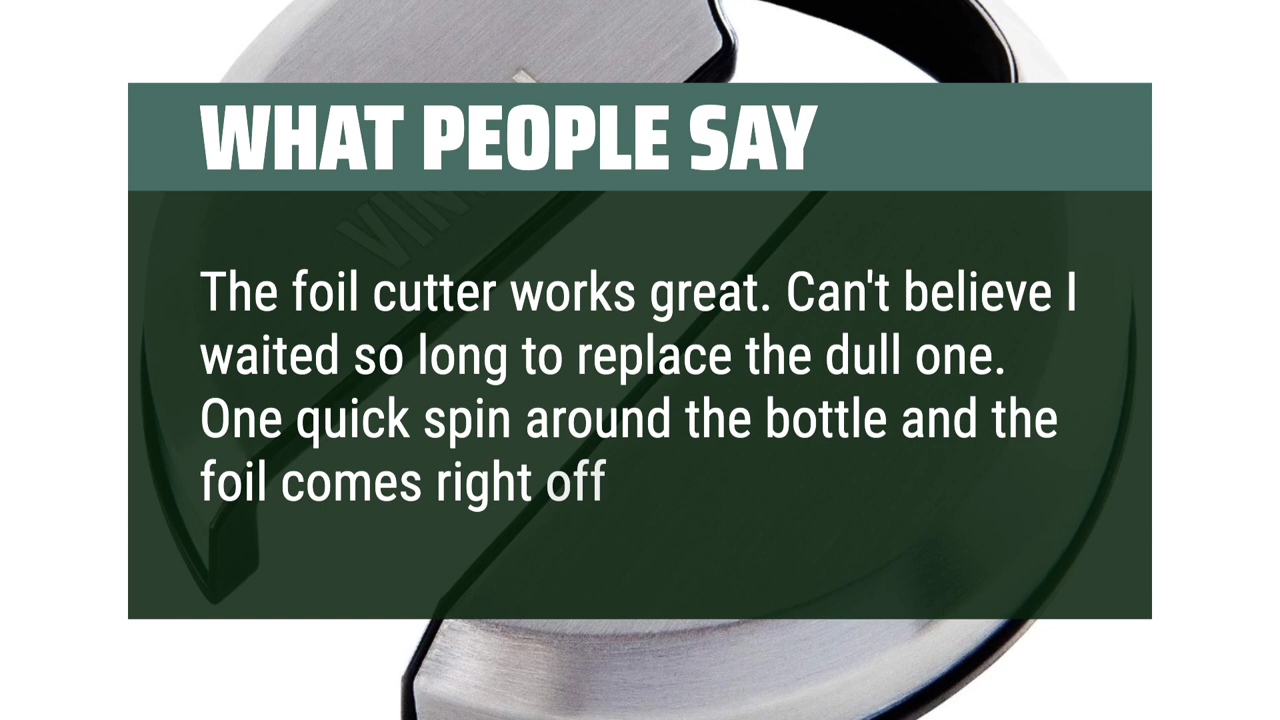 WHAT PEOPLE SAY
The foil cutter works great. Can't believe I
waited so long to replace the dull one.
One quick spin around the bottle and the
foil comes right off